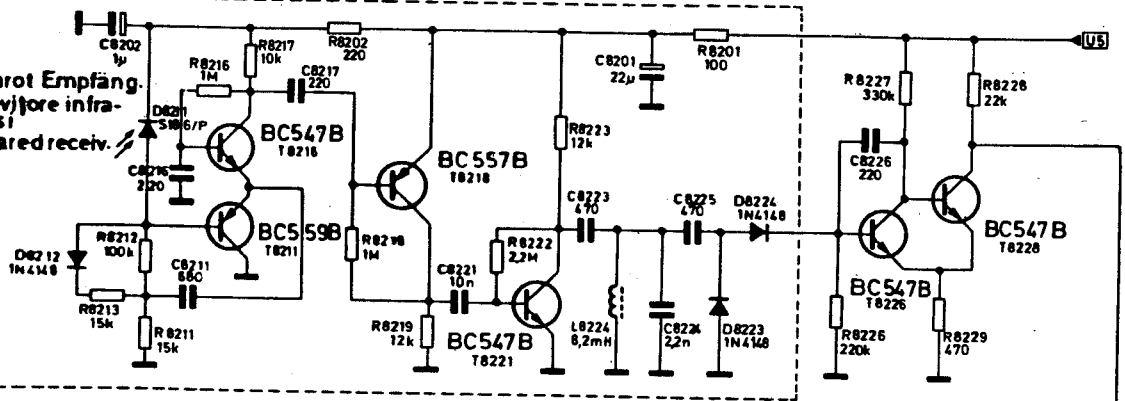 C8202
1µ
R8217
10k
R8202
220
R8201
100
U5
R8216
1M
C8217
220
C8201
22µ
R8227
330k
R8228
22k
rot Empfäng.
infra-
ared receiv.
D8211
BC547B
T8216
BC557B
T8218
R8223
12k
C8226
220
C8216
C8223
470
C8225
470
D8224
1N4148
BC547B
T8228
R8212
100k
T8211
R8222
2,2M
1M
D8212
1N4148
C8211
680
C8221
10n
BC547B
T8226
R8213
15k
R8211
15k
R8219
12k
BC547B
T8221
L8224
8,2mH
C8224
2,2n
D8223
1N4148
R8226
220k
R8229
470